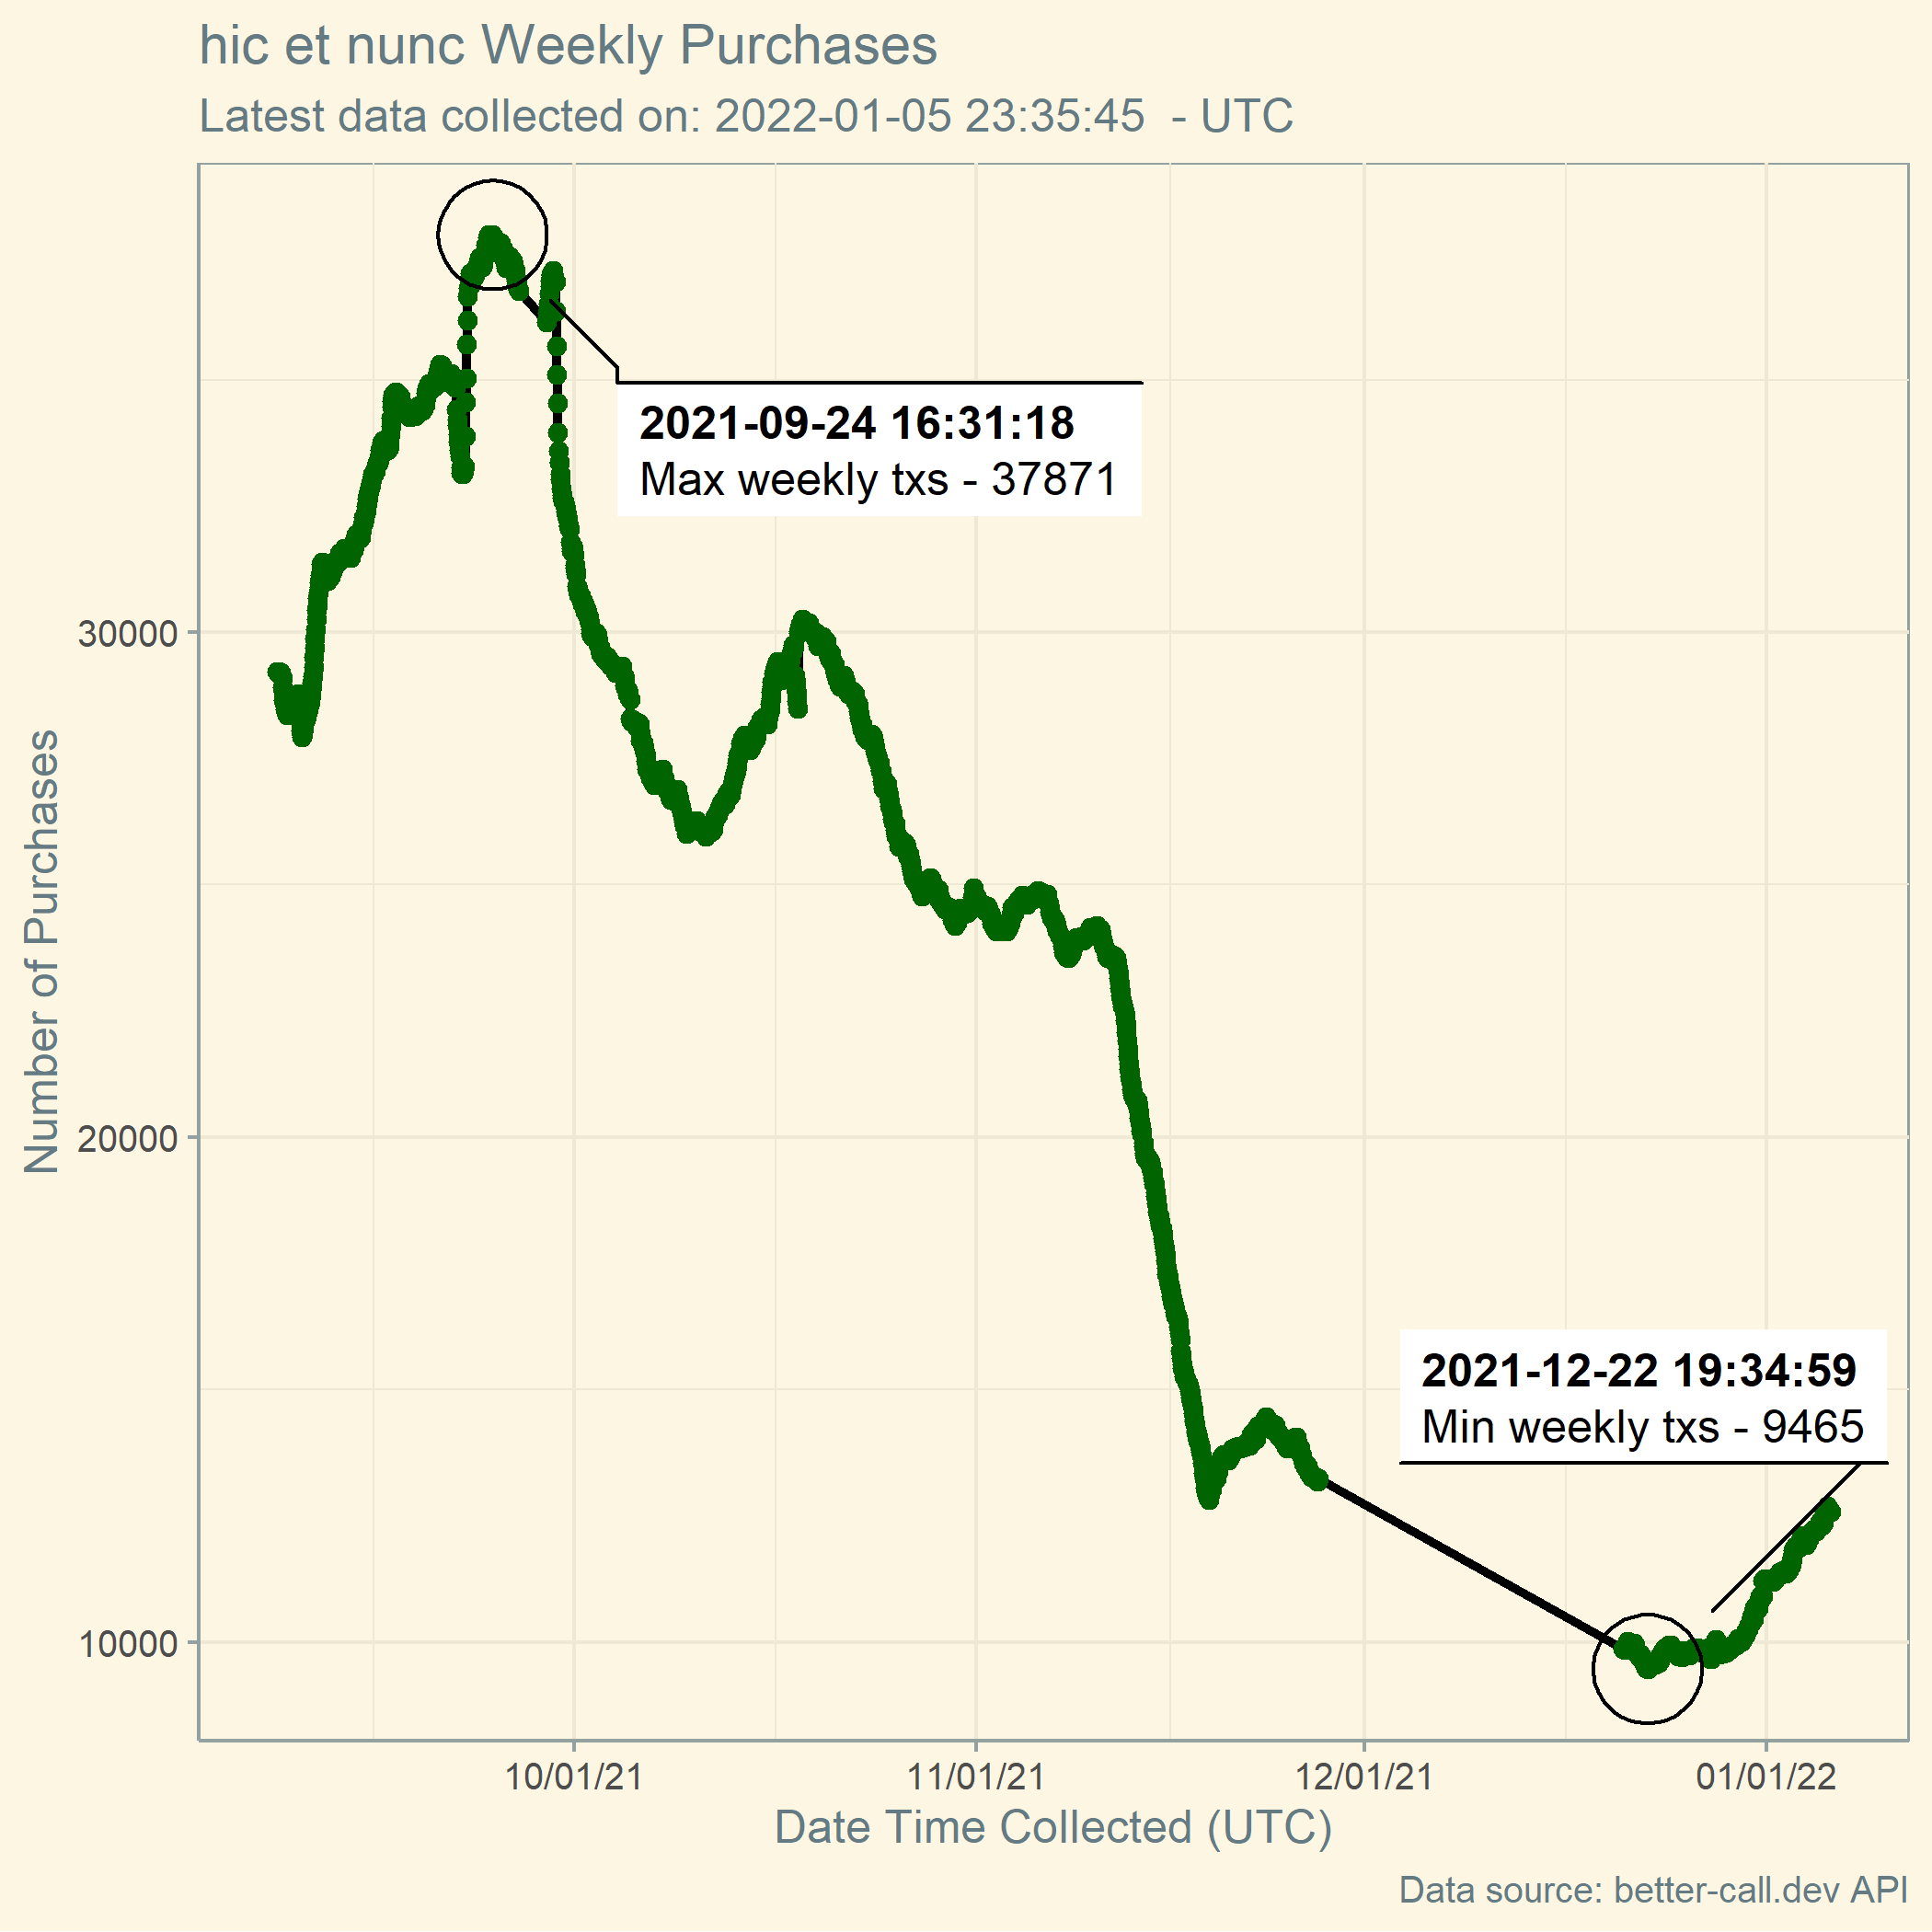 hic et nunc Weekly Purchases
Latest data collected on: 2022-01-05 23:35:45  - UTC
Number of Purchases
30000
20000
10000
2021-09-24 16:31:18
Max weekly txs - 37871
2021-12-22 19:34:59
Min weekly txs - 9465
10/01/21
11/01/21
12/01/21
01/01/22
Date Time Collected (UTC)
Data source: better-call.dev API